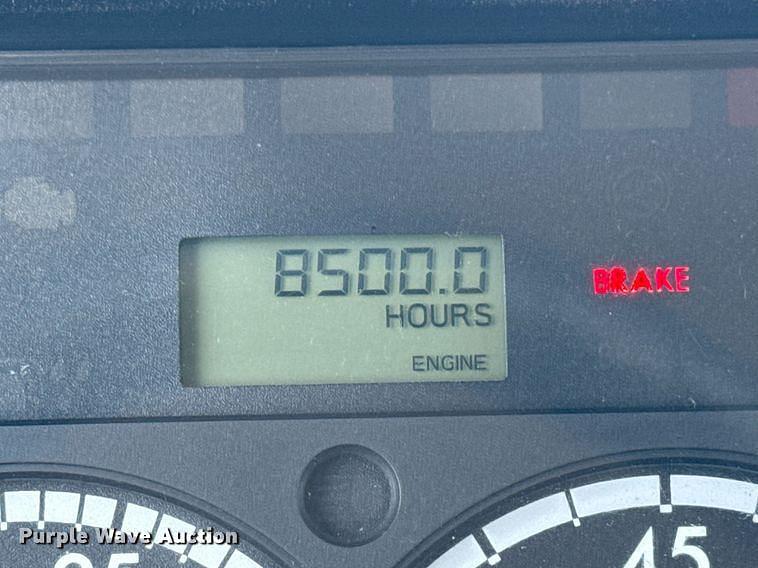 8500.0
HOURS
BRAKE
ENGINE
45
Purple Wave Auction